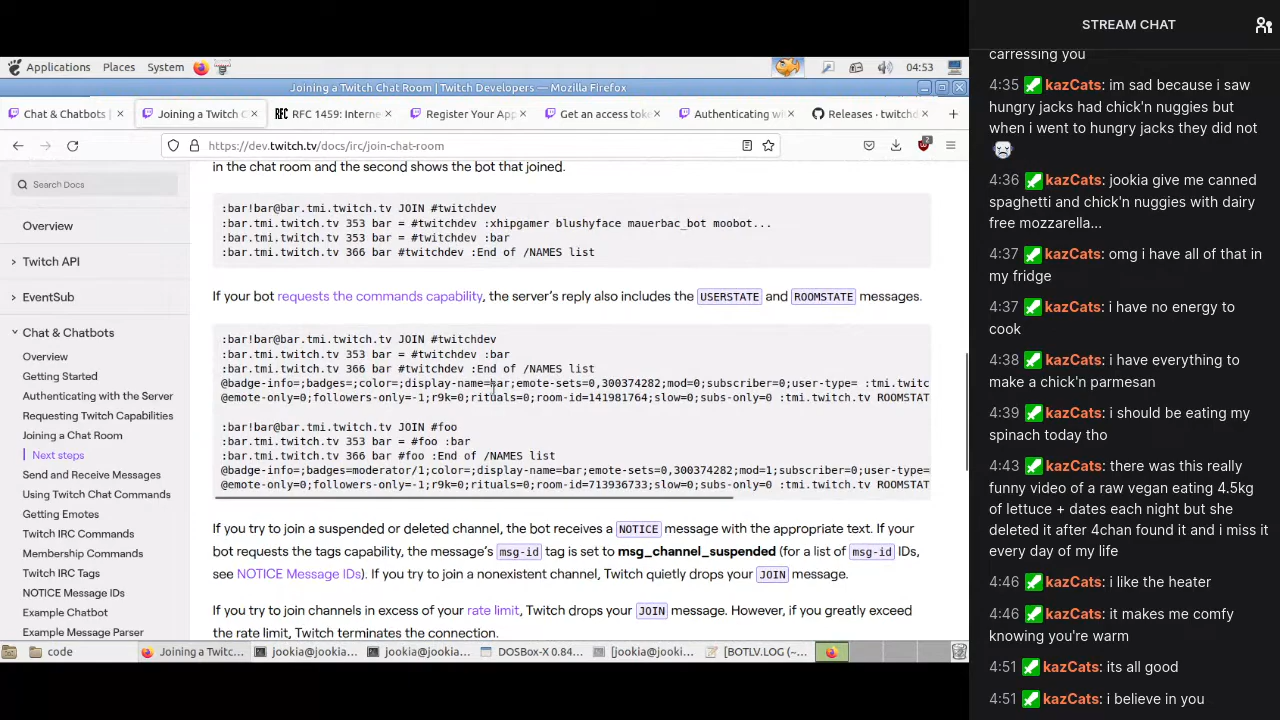 Applications Places System 04:53
Joining a Twitch Chat Room | Twitch Developers — Mozilla Firefox
Chat & Chatbots | Joining a Twitch C RFC 1459: Interne Register Your Ap Get an access tok Authenticating wi Releases · twitchd
https://dev.twitch.tv/docs/irc/join-chat-room 2
Search Docs
Overview
Twitch API
EventSub
Chat & Chatbots
Overview
Getting Started
Authenticating with the Server
Requesting Twitch Capabilities
Joining a Chat Room
Next steps
Send and Receive Messages
Using Twitch Chat Commands
Getting Emotes
Twitch IRC Commands
Membership Commands
Twitch IRC Tags
NOTICE Message IDs
Example Chatbot
Example Message Parser
in the chat room and the second shows the bot that joined.
:bar!bar@bar.tmi.twitch.tv JOIN #twitchdev
:bar.tmi.twitch.tv 353 bar = #twitchdev :xhipgamer blushyface mauerbac_bot moobot...
:bar.tmi.twitch.tv 353 bar = #twitchdev :bar
:bar.tmi.twitch.tv 366 bar #twitchdev :End of /NAMES list
If your bot requests the commands capability, the server's reply also includes the USERSTATE and ROOMSTATE messages.
:bar!bar@bar.tmi.twitch.tv JOIN #twitchdev
:bar.tmi.twitch.tv 353 bar = #twitchdev :bar
:bar.tmi.twitch.tv 366 bar #twitchdev :End of /NAMES list
@badge-info=;badges=;color=;display-name=bar;emote-sets=0,300374282;mod=0;subscriber=0;user-type= :tmi.twitc
@emote-only=0;followers-only=-1;r9k=0;rituals=0;room-id=141981764;slow=0;subs-only=0 :tmi.twitch.tv ROOMSTAT
:bar!bar@bar.tmi.twitch.tv JOIN #foo
:bar.tmi.twitch.tv 353 bar = #foo :bar
:bar.tmi.twitch.tv 366 bar #foo :End of /NAMES list
@badge-info=;badges=moderator/1;color=;display-name=bar;emote-sets=0,300374282;mod=1;subscriber=0;user-type=
@emote-only=0;followers-only=-1;r9k=0;rituals=0;room-id=713936733;slow=0;subs-only=0 :tmi.twitch.tv ROOMSTAT
If you try to join a suspended or deleted channel, the bot receives a NOTICE message with the appropriate text. If your
bot requests the tags capability, the message's msg-id tag is set to msg_channel_suspended (for a list of msg-id IDs,
see NOTICE Message IDs). If you try to join a nonexistent channel, Twitch quietly drops your JOIN message.
If you try to join channels in excess of your rate limit, Twitch drops your JOIN message. However, if you greatly exceed
the rate limit, Twitch terminates the connection.
code Joining a Twitc... jookia@jookia... jookia@jookia... DOSBox-X 0.84... [jookia@jooki... [BOTLV.LOG (~...
STREAM CHAT
carressing you
4:35 kazCats: im sad because i saw
hungry jacks had chick'n nuggies but
when i went to hungry jacks they did not
4:36 kazCats: jookia give me canned
spaghetti and chick'n nuggies with dairy
free mozzarella...
4:37 kazCats: omg i have all of that in
my fridge
4:37 kazCats: i have no energy to
cook
4:38 kazCats: i have everything to
make a chick'n parmesan
4:39 kazCats: i should be eating my
spinach today tho
4:43 kazCats: there was this really
funny video of a raw vegan eating 4.5kg
of lettuce + dates each night but she
deleted it after 4chan found it and i miss it
every day of my life
4:46 kazCats: i like the heater
4:46 kazCats: it makes me comfy
knowing you're warm
4:51 kazCats: its all good
4:51 kazCats: i believe in you